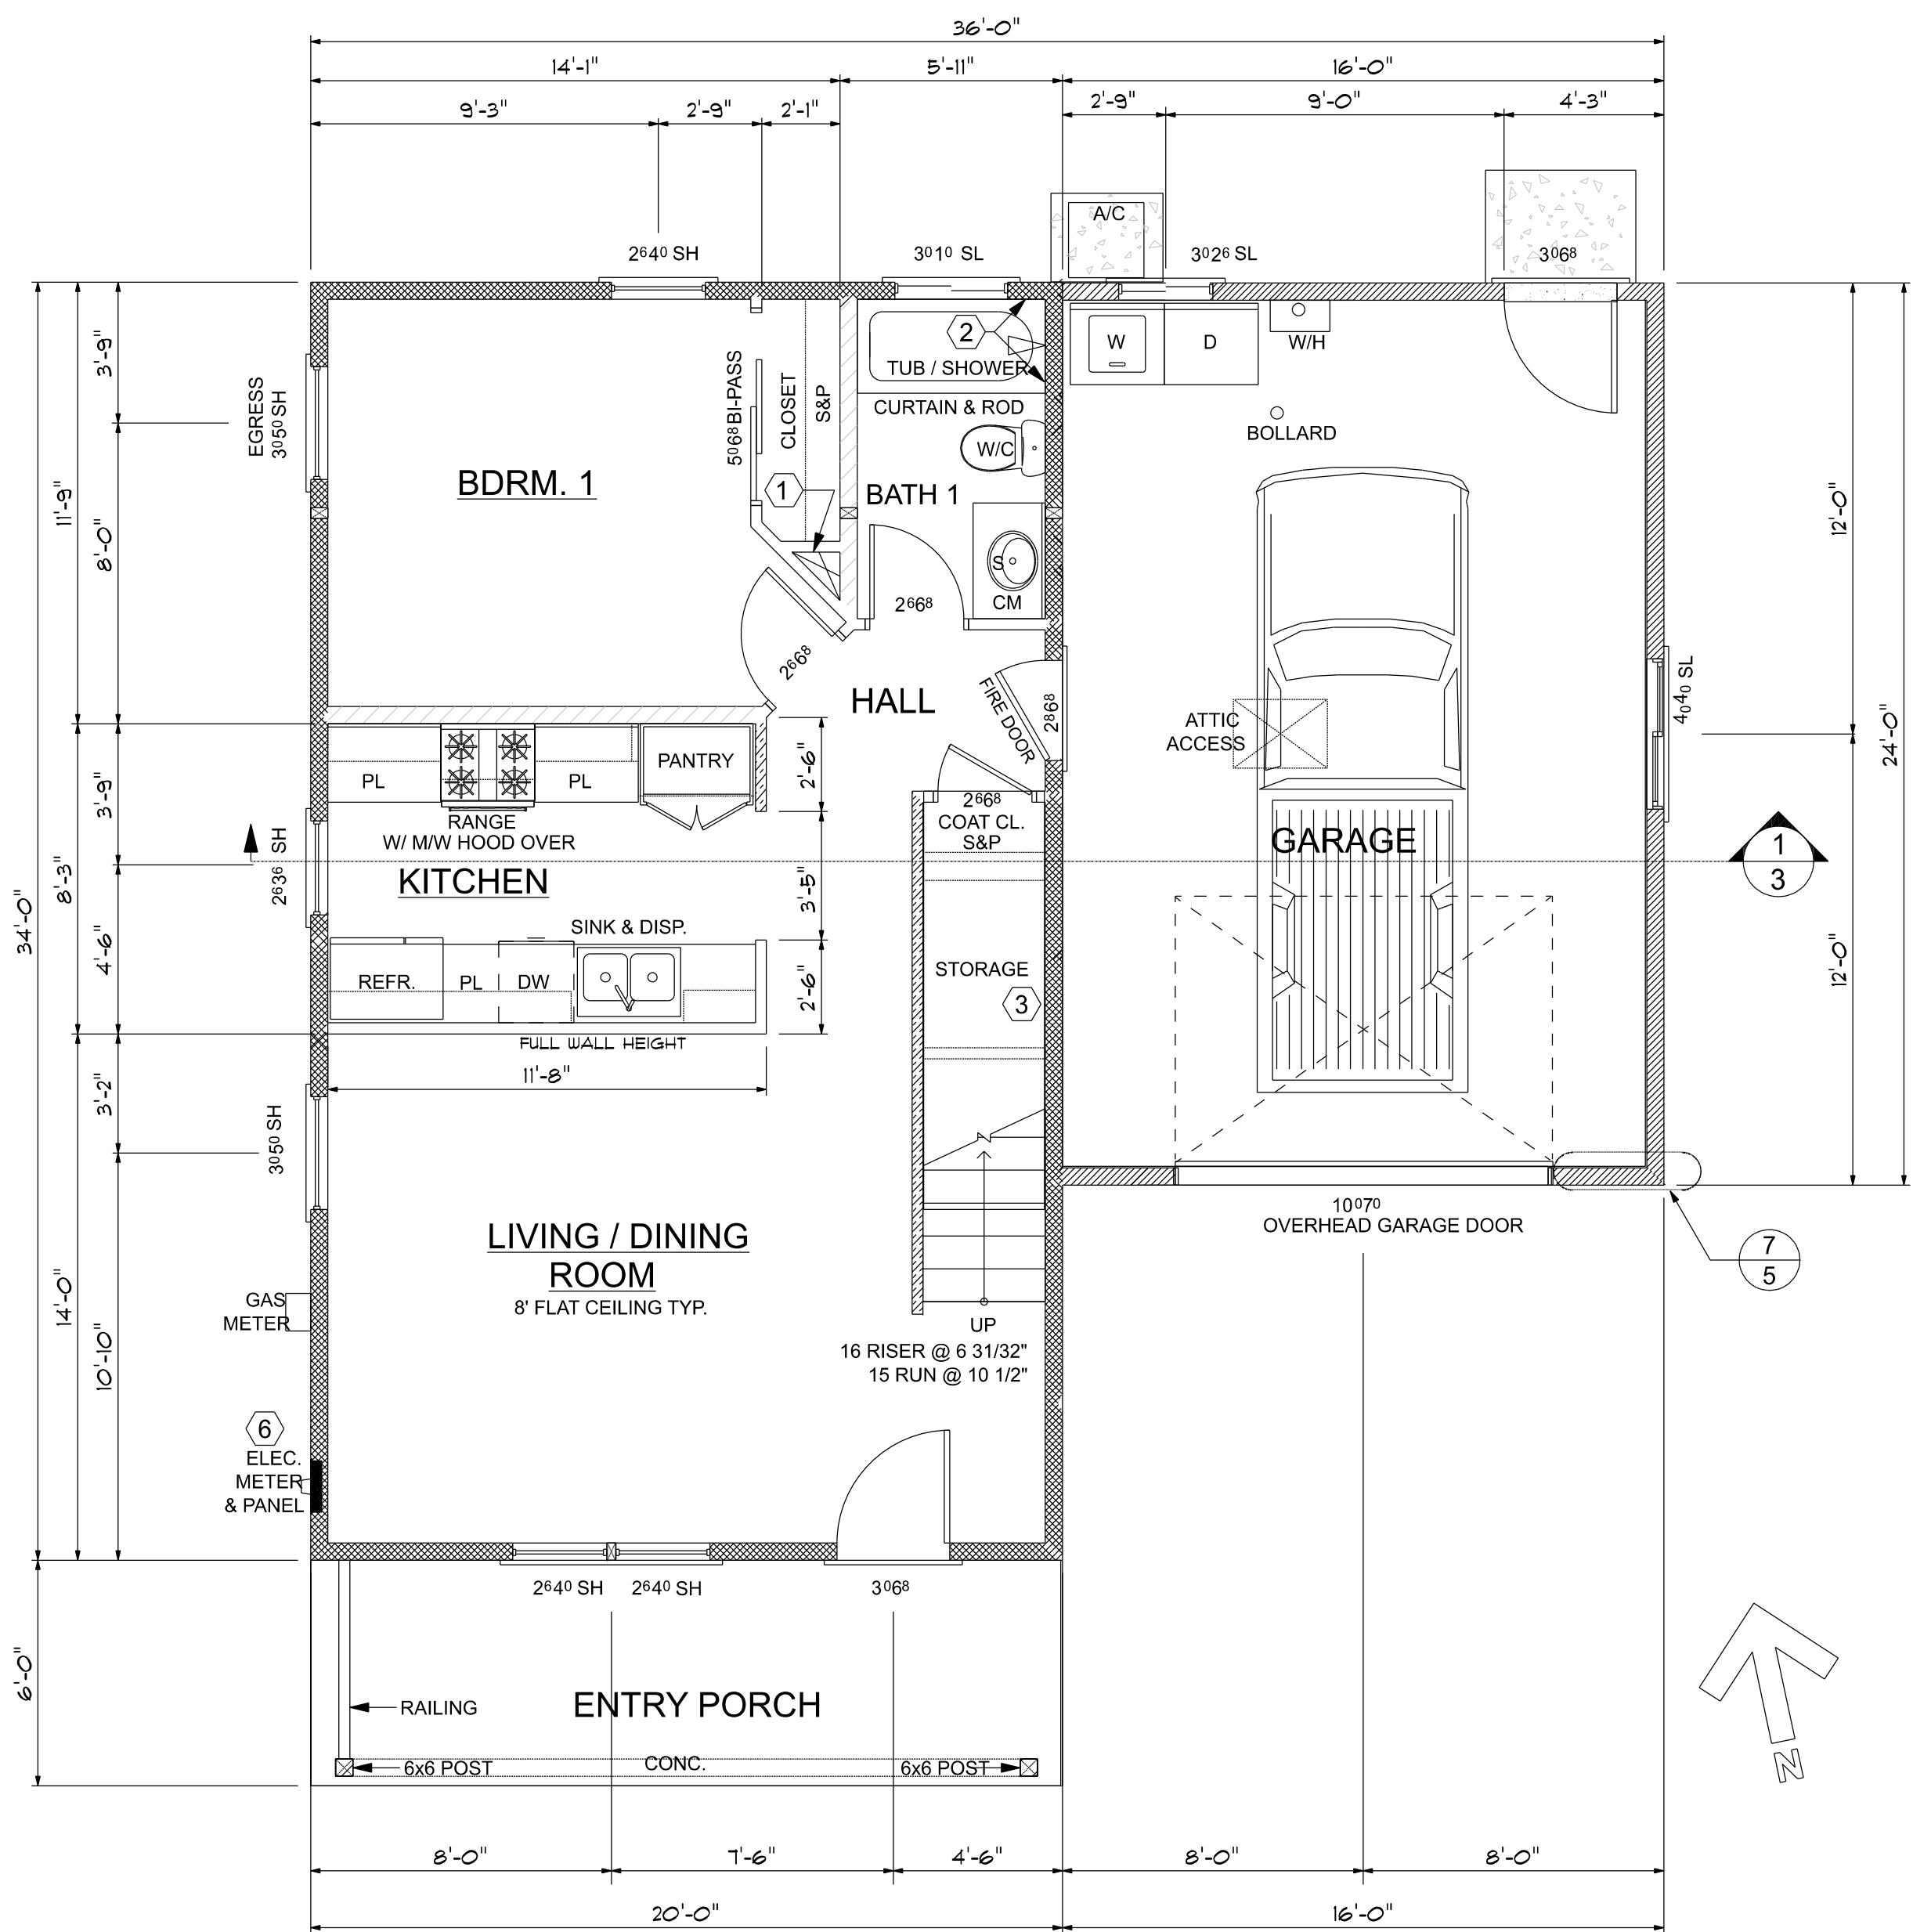 36'-0"
14'-1" 5'-11" 16'-0"
9'-3" 2'-9" 2'-1" 2'-9" 9'-0" 4'-3"
A/C
2⁶4⁰ SH 3⁰1⁰ SL 3⁰2⁶ SL 3⁰6⁸
3'-9"
EGRESS
3⁰5⁰ SH
11'-9"
8'-0"
BDRM. 1
5⁰6⁸ BI-PASS
CLOSET
S&P
1
2
TUB / SHOWER
CURTAIN & ROD
W/C
BATH 1
S
CM
2⁶6⁸
2⁶6⁸
W D W/H
BOLLARD
12'-0"
24'-0"
HALL
FIRE DOOR
2⁸6⁸
ATTIC
ACCESS
4₀4₀ SL
34'-0"
8'-3"
3'-9"
2⁶3⁶ SH
4'-6"
PL PL PANTRY
RANGE
W/ M/W HOOD OVER
KITCHEN
SINK & DISP.
REFR. PL DW
FULL WALL HEIGHT
11'-8"
2'-6"
3'-5"
2'-6"
2⁶6⁸
COAT CL.
S&P
STORAGE
3
GARAGE
1
3
12'-0"
3'-2"
3⁰5⁰ SH
14'-0"
10'-10"
LIVING / DINING
ROOM
8' FLAT CEILING TYP.
GAS
METER
UP
16 RISER @ 6 31/32"
15 RUN @ 10 1/2"
10⁰7⁰
OVERHEAD GARAGE DOOR
7
5
6
ELEC.
METER
& PANEL
2⁶4⁰ SH 2⁶4⁰ SH 3⁰6⁸
6'-0"
RAILING
ENTRY PORCH
6x6 POST CONC. 6x6 POST
N
8'-0" 7'-6" 4'-6" 8'-0" 8'-0"
20'-0" 16'-0"